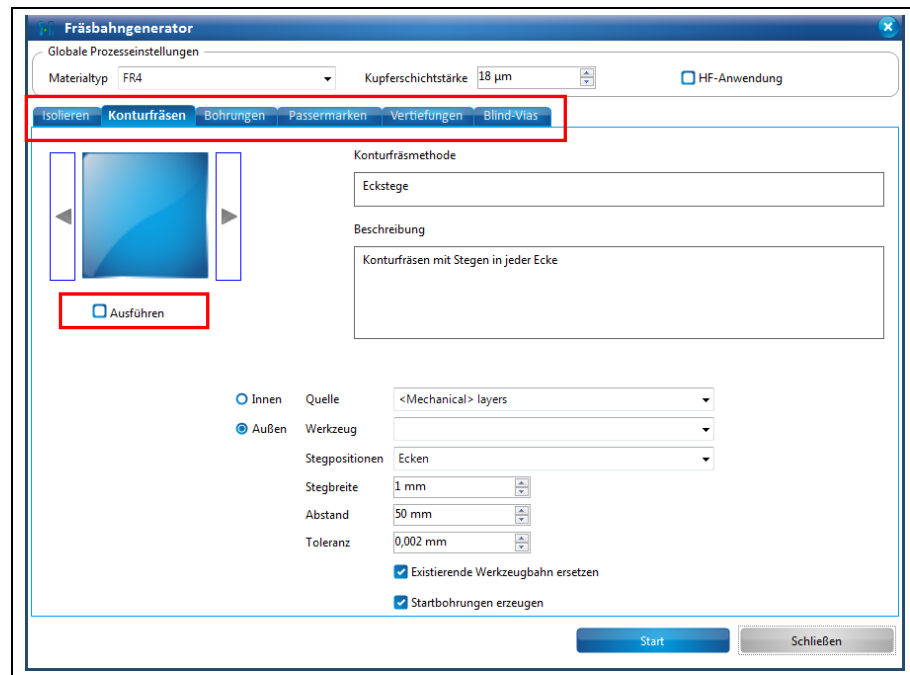 Fräsbahngenerator
Globale Prozesseinstellungen
Materialtyp FR4 Kupferschichtstärke 18 µm HF-Anwendung
Isolieren Konturfräsen Bohrungen Passermarken Vertiefungen Blind-Vias
Konturfräsmethode
Eckstege
Beschreibung
Konturfräsen mit Stegen in jeder Ecke
Ausführen
Innen Quelle <Mechanical> layers
Außen Werkzeug
Stegpositionen Ecken
Stegbreite 1 mm
Abstand 50 mm
Toleranz 0,002 mm
Existierende Werkzeugbahn ersetzen
Startbohrungen erzeugen
Start Schließen